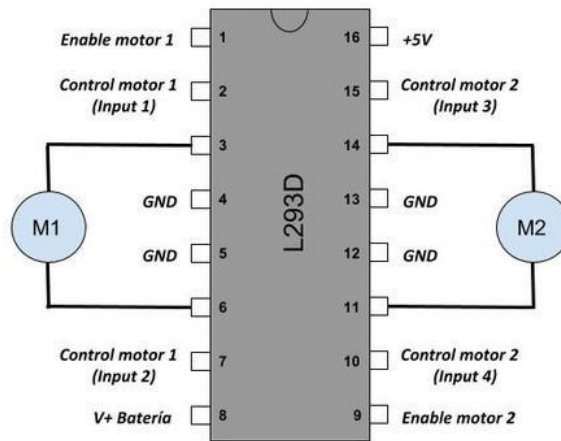 Enable motor 1
1
16
+5V
Control motor 1
(Input 1)
2
15
Control motor 2
(Input 3)
3
14
M1
GND
4
L293D
13
GND
M2
GND
5
12
GND
6
11
Control motor 1
(Input 2)
7
10
Control motor 2
(Input 4)
V+ Batería
8
9
Enable motor 2